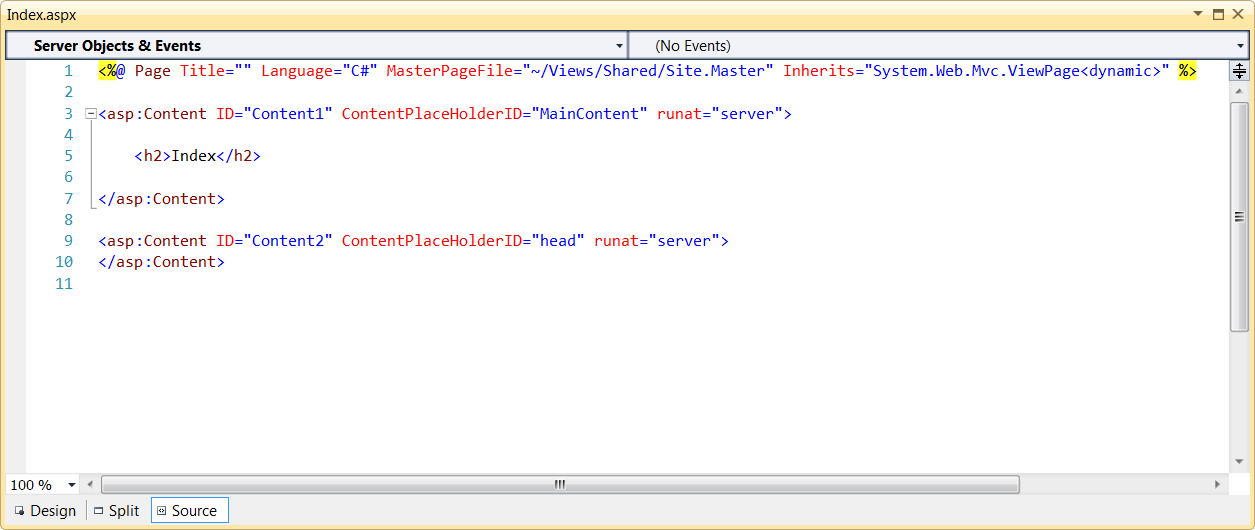 Index.aspx
Server Objects & Events (No Events)
1 <%@ Page Title="" Language="C#" MasterPageFile="~/Views/Shared/Site.Master" Inherits="System.Web.Mvc.ViewPage<dynamic>" %>
2
3 <asp:Content ID="Content1" ContentPlaceHolderID="MainContent" runat="server">
4
5 <h2>Index</h2>
6
7 </asp:Content>
8
9 <asp:Content ID="Content2" ContentPlaceHolderID="head" runat="server">
10 </asp:Content>
11
100 %
Design Split Source